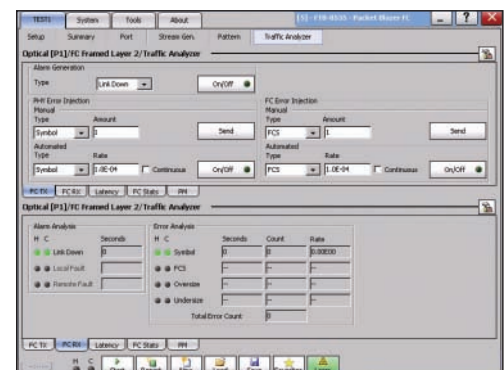 TEST1 System Tools About [1] - FTB-8535 - Packet Blazer FC _ ? X
Setup Summary Port Stream Gen. Pattern Traffic Analyzer
Optical [P1]/FC Framed Layer 2/Traffic Analyzer
Alarm Generation
Type Link Down On/Off
PHY Error Injection FC Error Injection
Manual Manual
Type Amount Type Amount
Symbol 1 Send FCS 1 Send
Automated Automated
Type Rate Type Rate
Symbol 1.0E-04 Continuous On/Off FCS 1.0E-04 Continuous On/Off
FC TX FC RX Latency FC Stats PM
Optical [P1]/FC Framed Layer 2/Traffic Analyzer
Alarm Analysis Error Analysis
H C Seconds H C Seconds Count Rate
Link Down 0 Symbol 0 0 0.00E00
Local Fault FCS -- -- --
Remote Fault Oversize -- -- --
Undersize -- -- --
Total Error Count 0
FC TX FC RX Latency FC Stats PM
H C Start Load Save